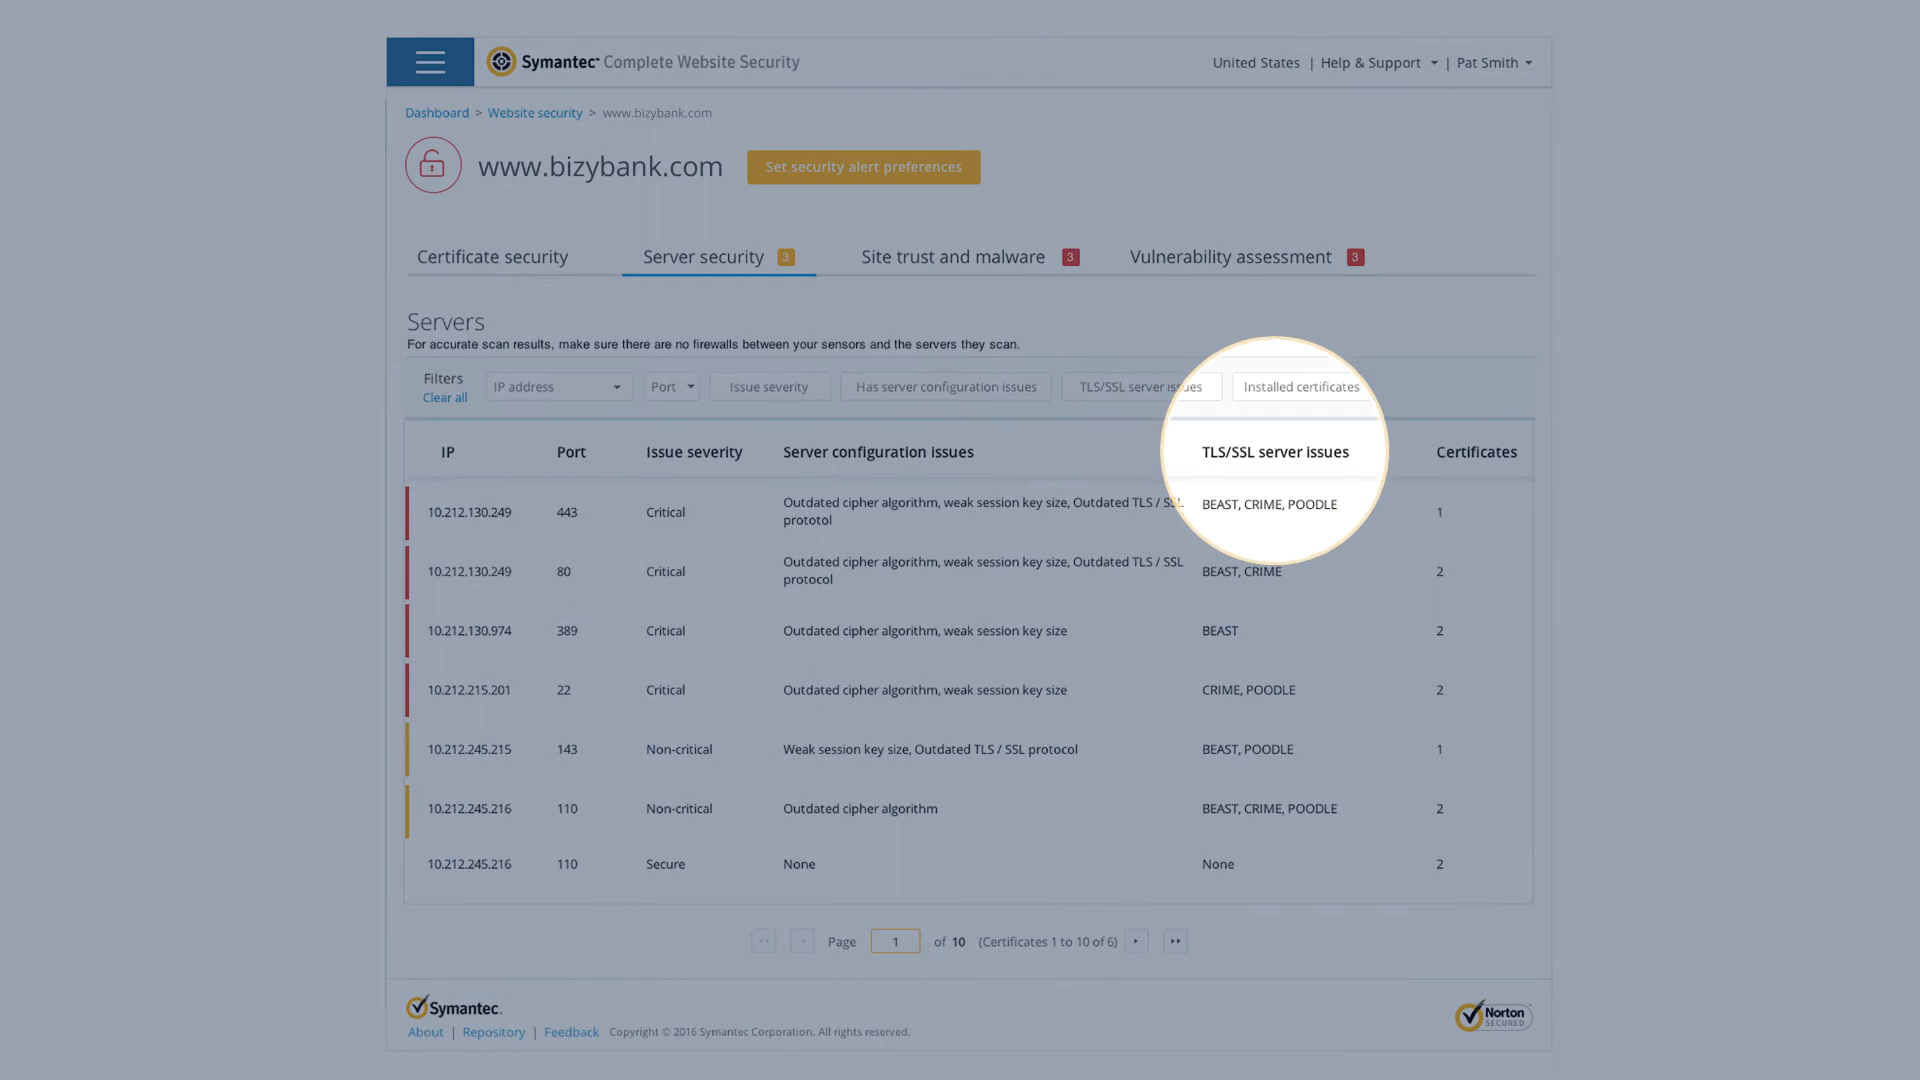 Symantec™ Complete Website Security
United States | Help & Support | Pat Smith
Dashboard > Website security > www.bizybank.com
www.bizybank.com Set security alert preferences
Certificate security Server security 3 Site trust and malware 3 Vulnerability assessment 3
Servers
For accurate scan results, make sure there are no firewalls between your sensors and the servers they scan.
Filters
Clear all
IP address Port Issue severity Has server configuration issues TLS/SSL server issues Installed certificates
IP Port Issue severity Server configuration issues TLS/SSL server issues Certificates
10.212.130.249 443 Critical Outdated cipher algorithm, weak session key size, Outdated TLS / SSL BEAST, CRIME, POODLE 1
prototol
10.212.130.249 80 Critical Outdated cipher algorithm, weak session key size, Outdated TLS / SSL BEAST, CRIME 2
protocol
10.212.130.974 389 Critical Outdated cipher algorithm, weak session key size BEAST 2
10.212.215.201 22 Critical Outdated cipher algorithm, weak session key size CRIME, POODLE 2
10.212.245.215 143 Non-critical Weak session key size, Outdated TLS / SSL protocol BEAST, POODLE 1
10.212.245.216 110 Non-critical Outdated cipher algorithm BEAST, CRIME, POODLE 2
10.212.245.216 110 Secure None None 2
Page 1 of 10 (Certificates 1 to 10 of 6)
Symantec.
About | Repository | Feedback Copyright © 2016 Symantec Corporation. All rights reserved.
Norton
SECURED